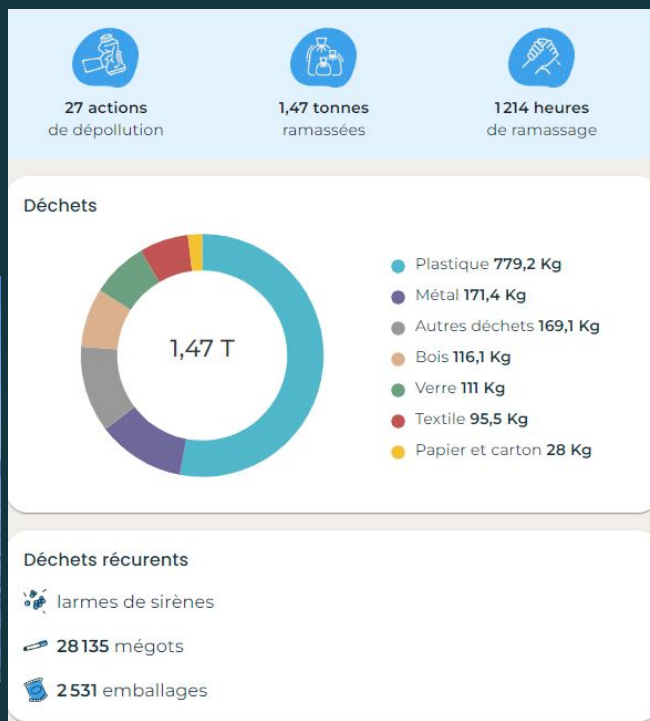 27 actions
de dépollution
1,47 tonnes
ramassées
1 214 heures
de ramassage
Déchets
1,47 T
Plastique 779,2 Kg
Métal 171,4 Kg
Autres déchets 169,1 Kg
Bois 116,1 Kg
Verre 111 Kg
Textile 95,5 Kg
Papier et carton 28 Kg
Déchets récurents
larmes de sirènes
28 135 mégots
2 531 emballages